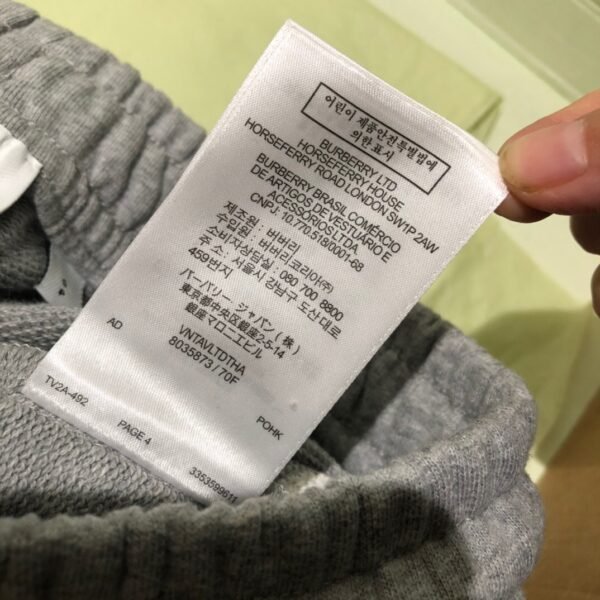 어린이 제품안전특별법에
의한 표시
BURBERRY LTD
HORSEFERRY HOUSE
HORSEFERRY ROAD LONDON SW1P 2AW
BURBERRY BRASIL COMÉRCIO
DE ARTIGOS DE VESTUÁRIO E
ACESSÓRIOS LTDA.
CNPJ. 10.770.518/0001-68
제조원 : 버버리
수입원 : 버버리코리아㈜
소비자상담실 : 080 700 8800
주 소 : 서울시 강남구 도산대로
459번지
バーバリー ジャパン(株)
東京都中央区銀座2-5-14
銀座マロニエビル
AD
VNTAVLTDTHA
8035873 / 70F
TV2A-492
PAGE 4
POHK
3353599611